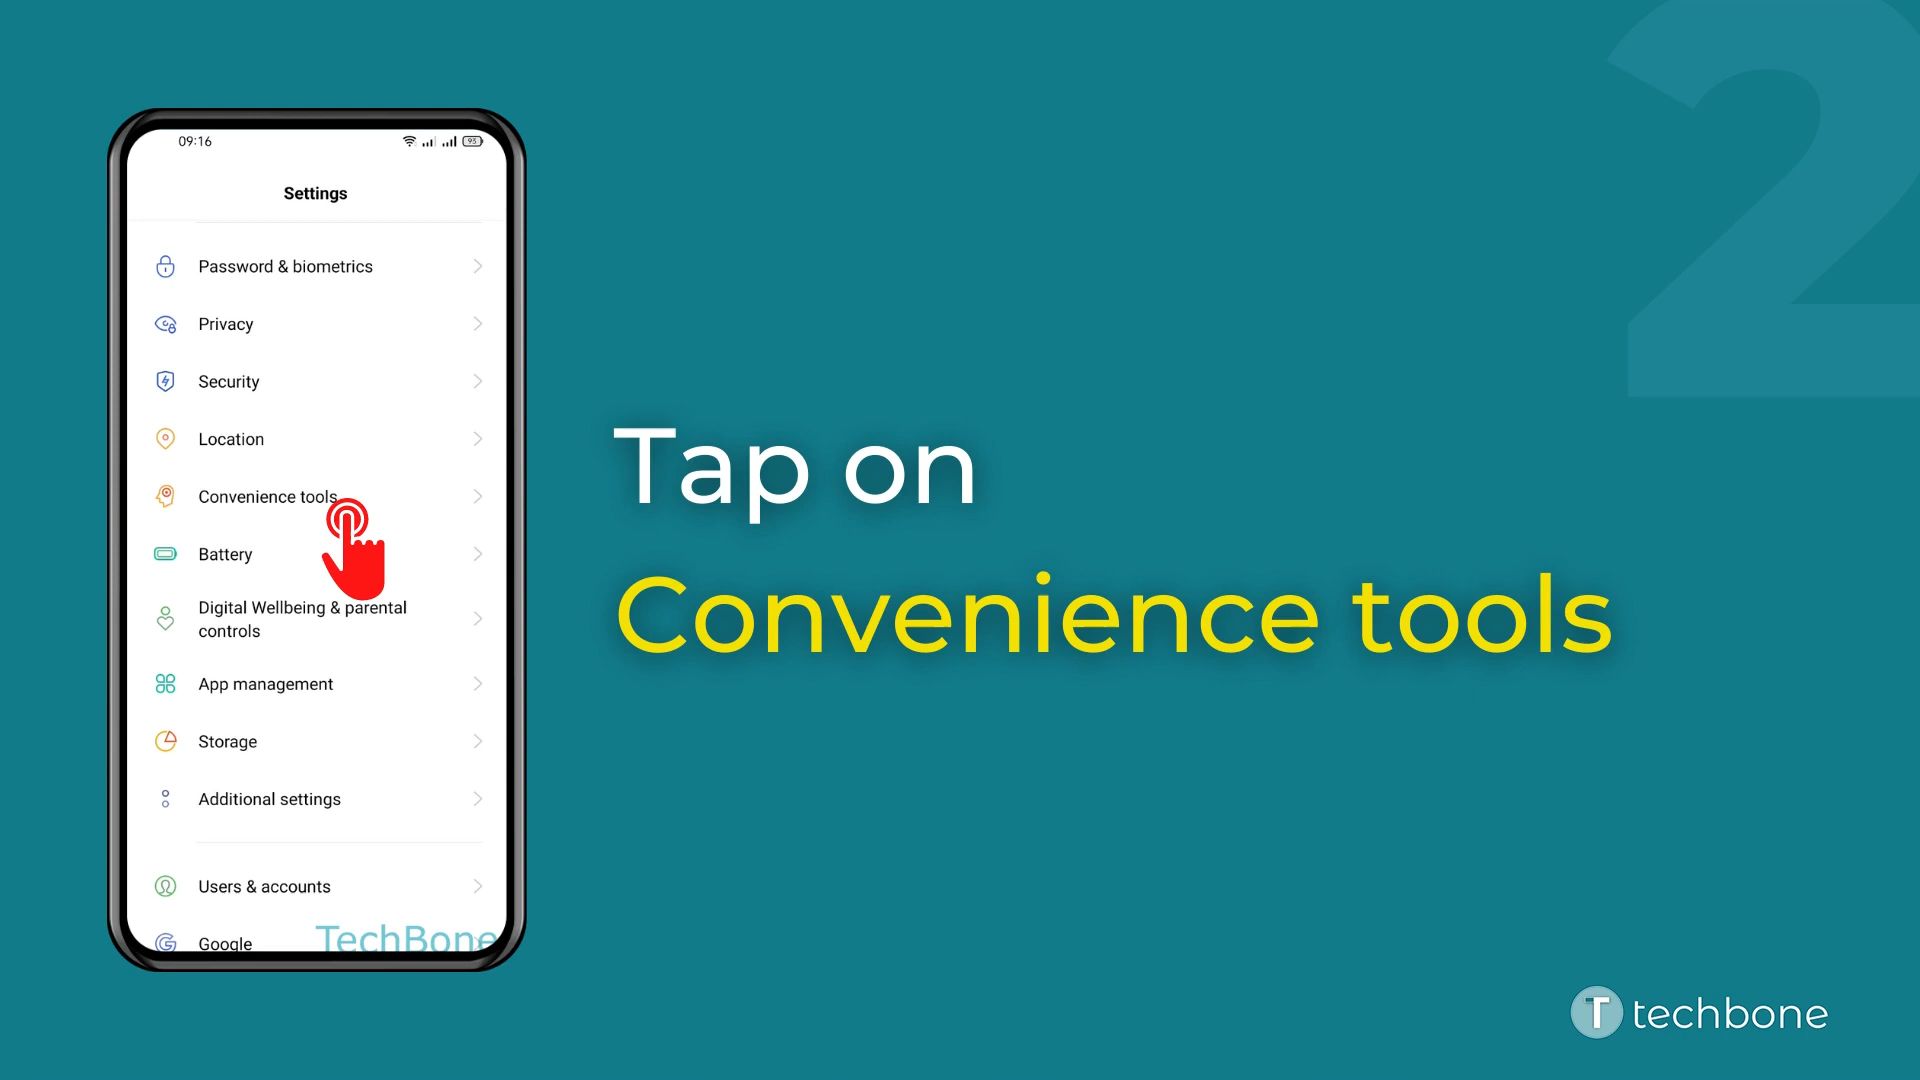 2
09:16
95
Settings
Password & biometrics
Privacy
Security
Location
Convenience tools
Battery
Digital Wellbeing & parental
controls
App management
Storage
Additional settings
Users & accounts
Google
TechBone
Tap on
Convenience tools
T techbone